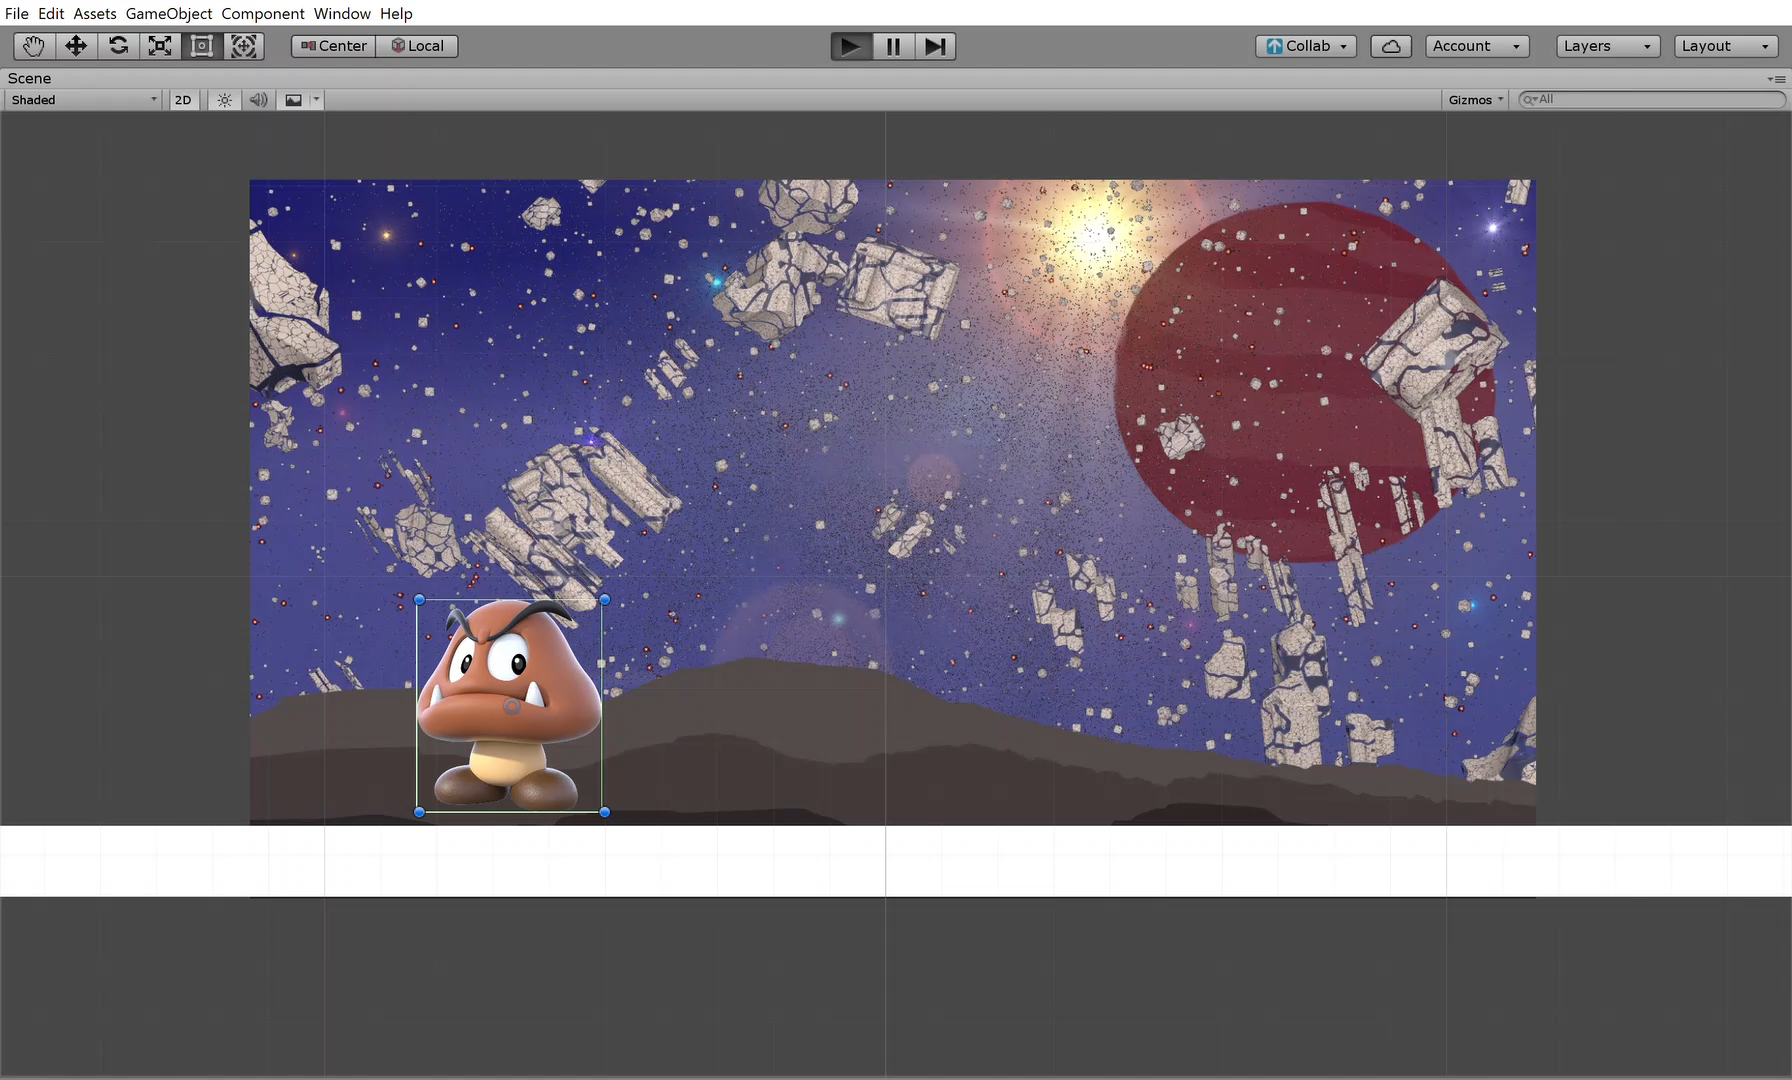 File Edit Assets GameObject Component Window Help
Center Local Collab Account Layers Layout
Scene
Shaded 2D Gizmos All